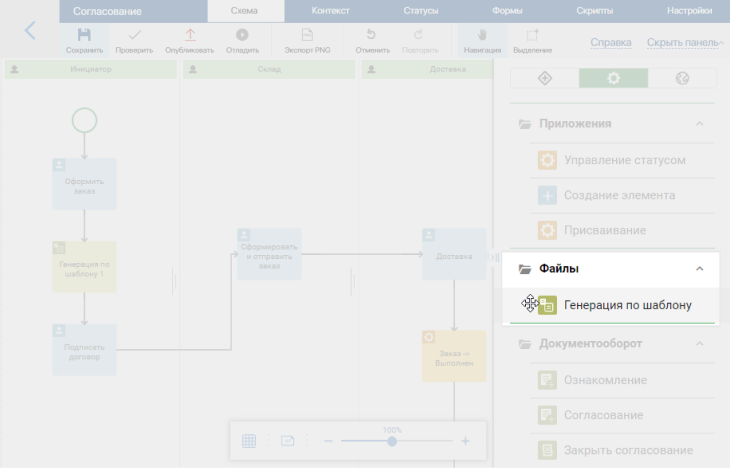 Согласование
Схема
Контекст
Статусы
Формы
Скрипты
Настройки
Сохранить
Проверить
Опубликовать
Отладить
Экспорт PNG
Отменить
Повторить
Навигация
Выделение
Справка
Скрыть панель
Инициатор
Склад
Доставка
Оформить
заказ
Генерация по
шаблону 1
Подписать
договор
Сформировать
и отправить
заказ
Доставка
Заказ ->
Выполнен
100%
Приложения
Управление статусом
Создание элемента
Присваивание
Файлы
Генерация по шаблону
Документооборот
Ознакомление
Согласование
Закрыть согласование